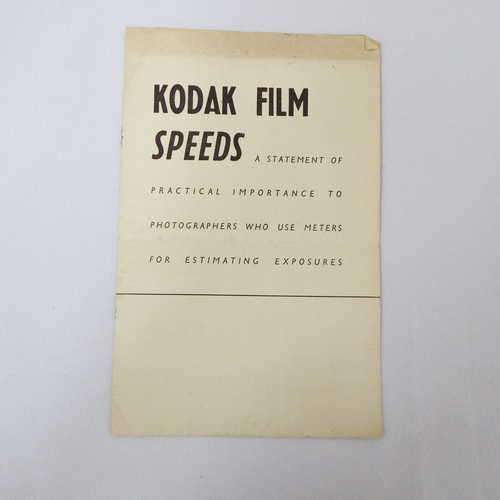 KODAK FILM
SPEEDS A STATEMENT OF
PRACTICAL IMPORTANCE TO
PHOTOGRAPHERS WHO USE METERS
FOR ESTIMATING EXPOSURES